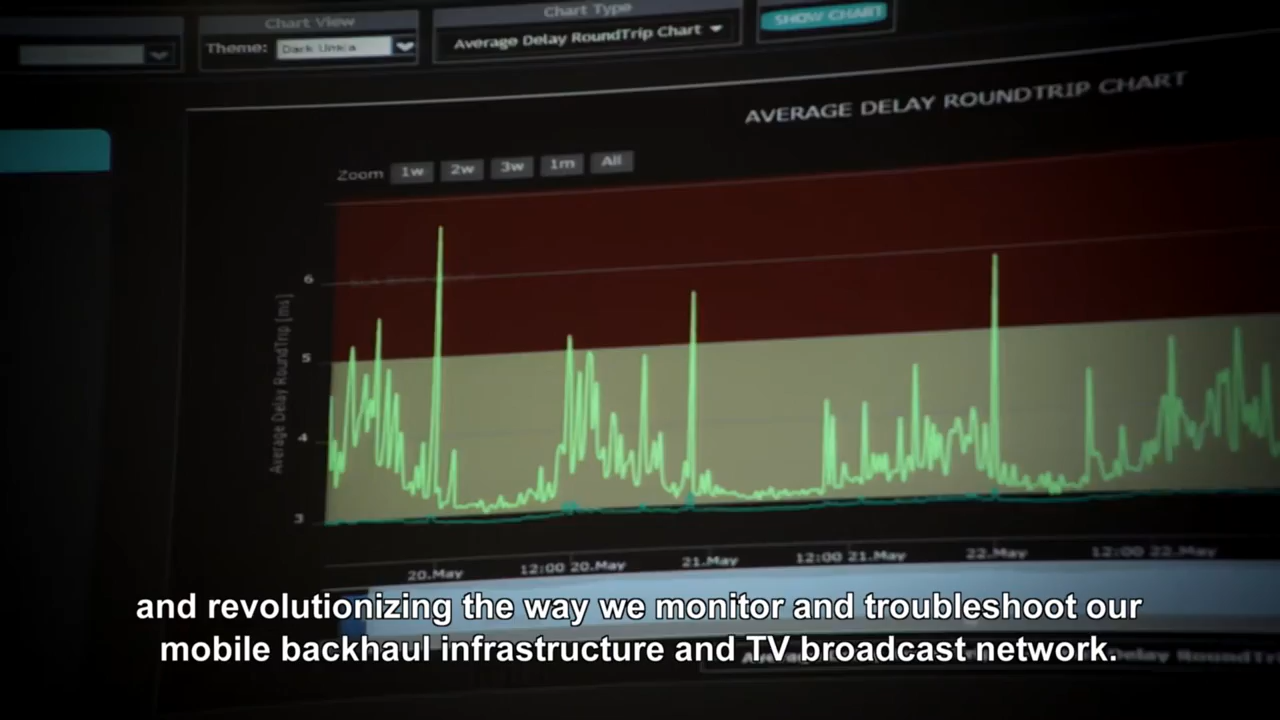 Chart View
Chart Type
Theme:
Average Delay RoundTrip Chart
SHOW CHART
AVERAGE DELAY ROUNDTRIP CHART
Zoom 1w 2w 3w 1m All
Average Delay RoundTrip [ms]
6
5
4
3
20.May 12:00 20.May 21.May 12:00 21.May 22.May 12:00 22.May
and revolutionizing the way we monitor and troubleshoot our
mobile backhaul infrastructure and TV broadcast network.